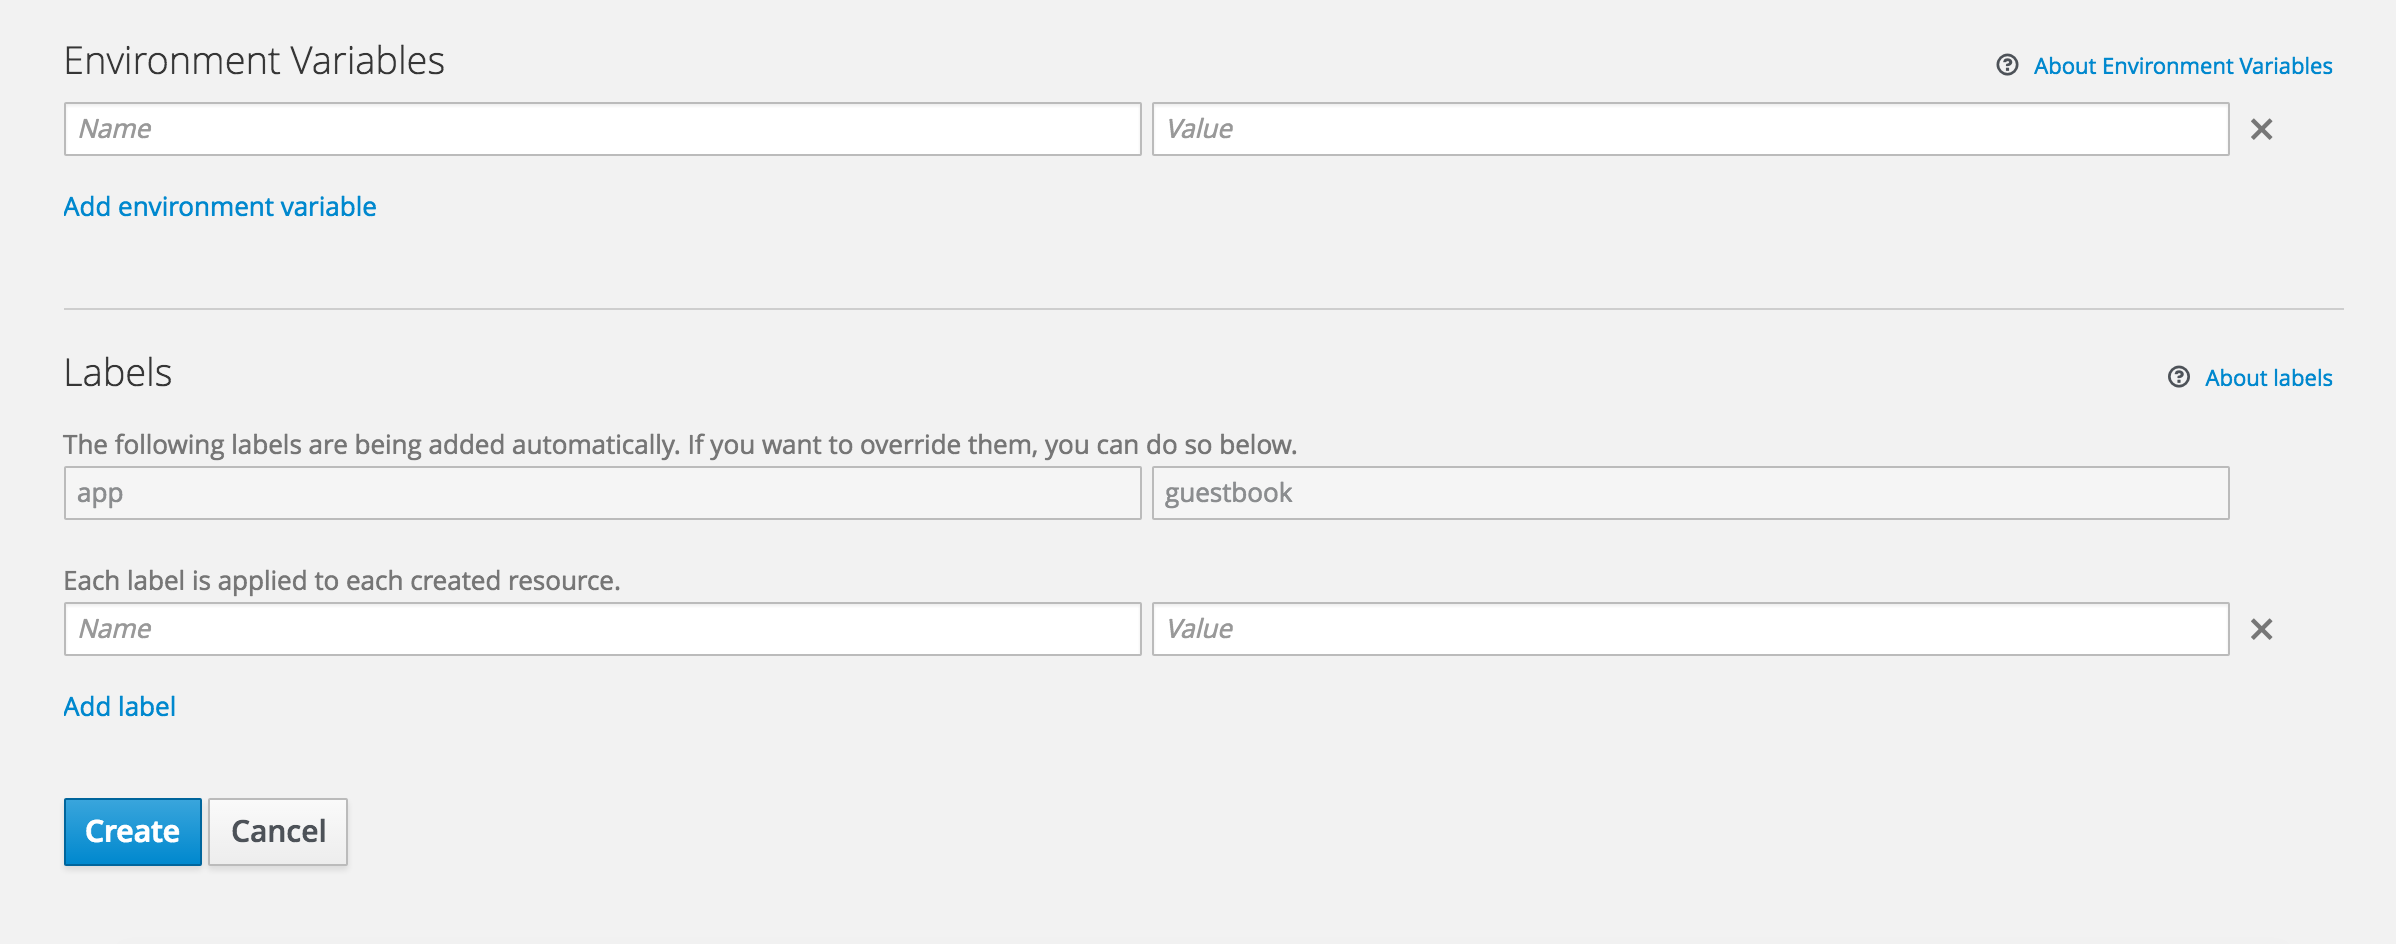 Environment Variables
About Environment Variables
Name
Value
Add environment variable
Labels
About labels
The following labels are being added automatically. If you want to override them, you can do so below.
app
guestbook
Each label is applied to each created resource.
Name
Value
Add label
Create
Cancel